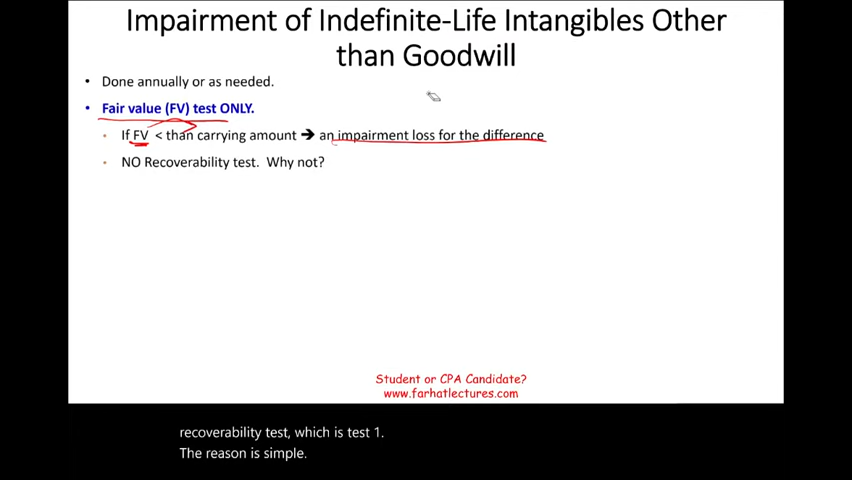 Impairment of Indefinite-Life Intangibles Other
than Goodwill
• Done annually or as needed.
• Fair value (FV) test ONLY.
• If FV < than carrying amount → an impairment loss for the difference
• NO Recoverability test. Why not?
Student or CPA Candidate?
www.farhatlectures.com
recoverability test, which is test 1.
The reason is simple.